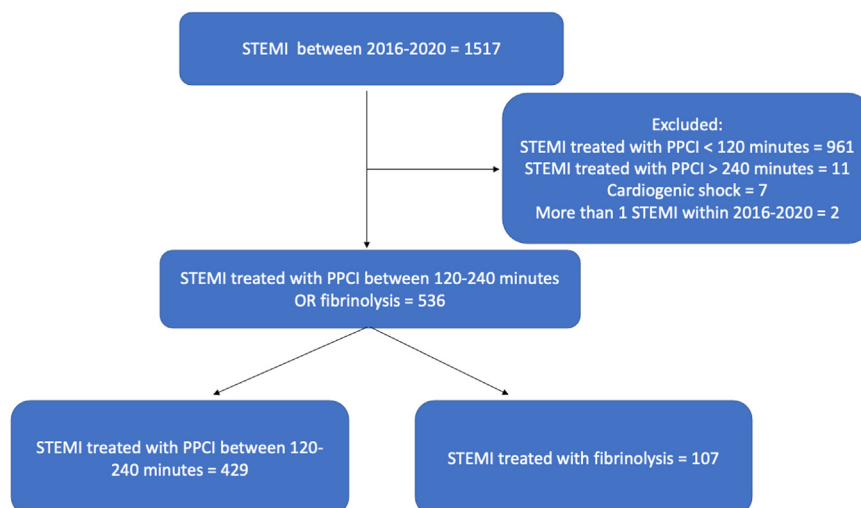 STEMI  between 2016-2020 = 1517
Excluded:
STEMI treated with PPCI < 120 minutes = 961
STEMI treated with PPCI > 240 minutes = 11
Cardiogenic shock = 7
More than 1 STEMI within 2016-2020 = 2
STEMI treated with PPCI between 120-240 minutes
OR fibrinolysis = 536
STEMI treated with PPCI between 120-
240 minutes = 429
STEMI treated with fibrinolysis = 107